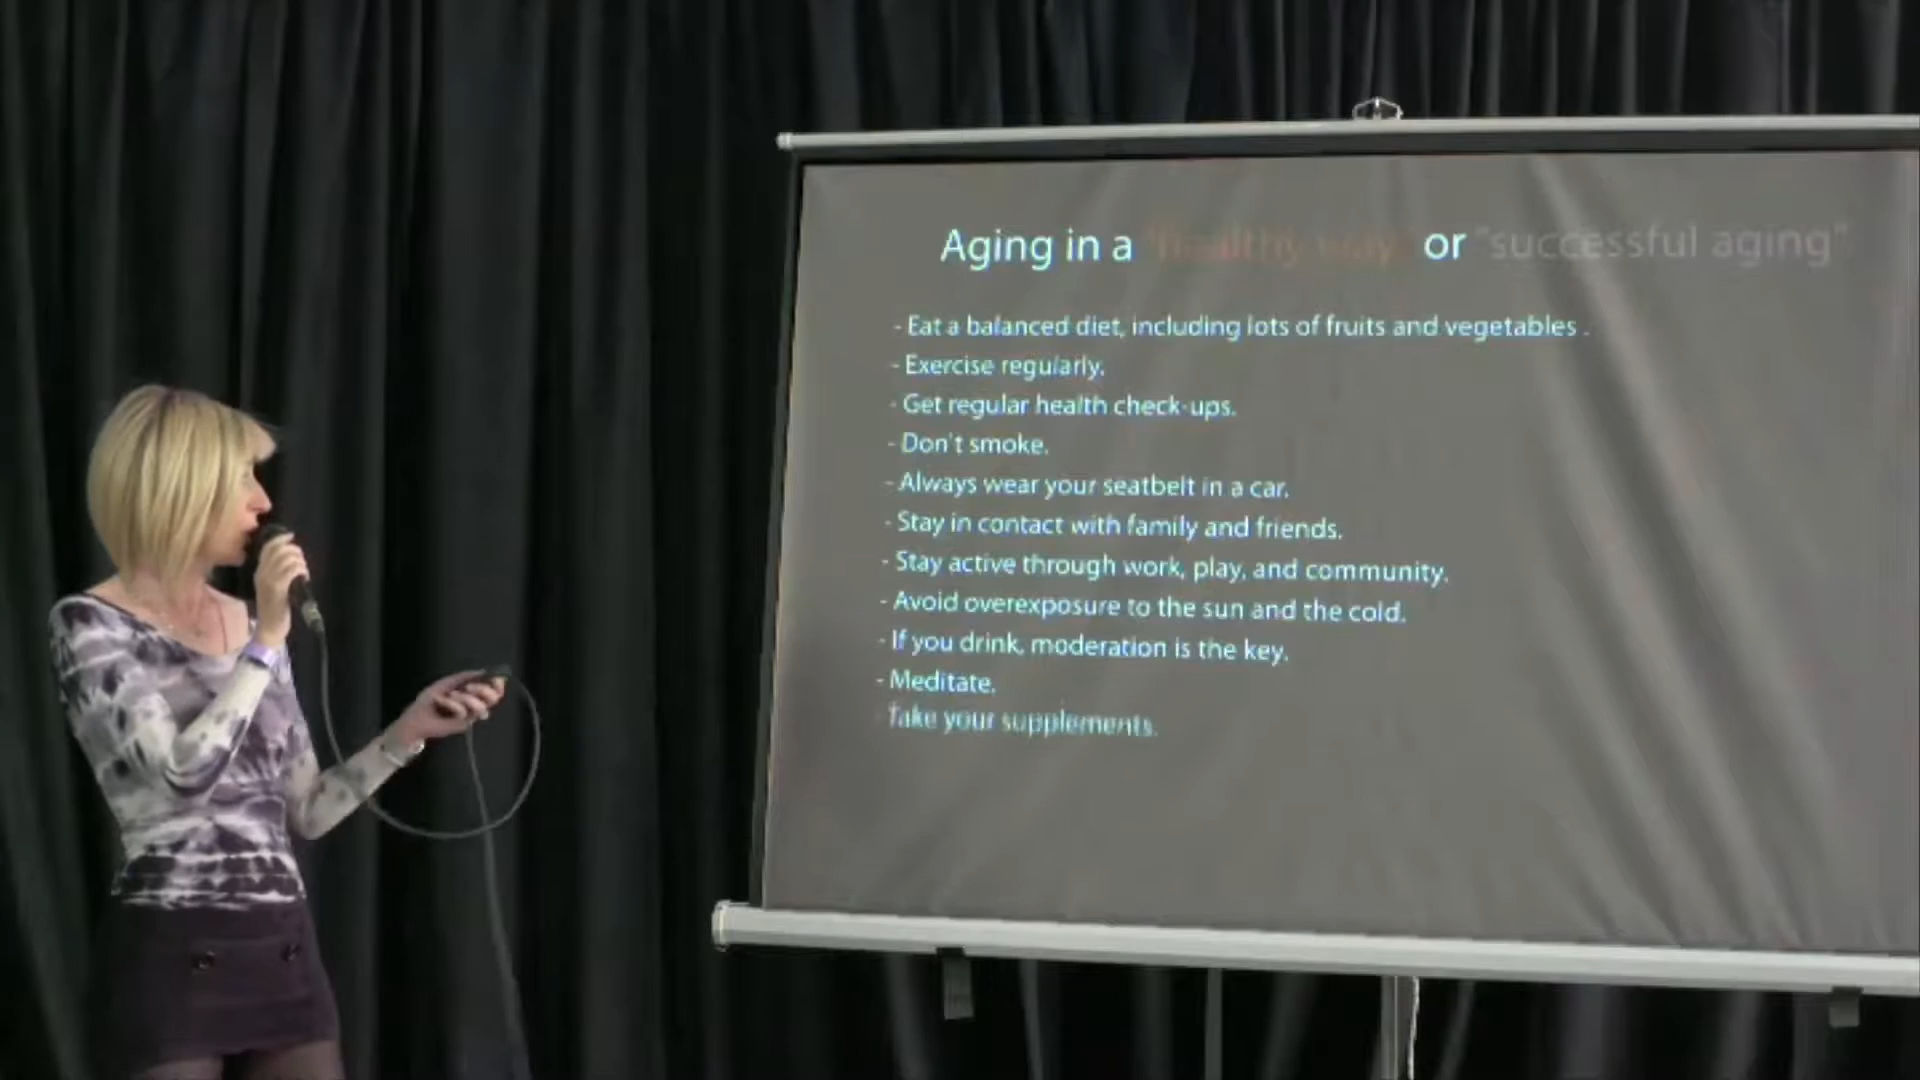 Aging in a "healthy way" or "successful aging"
- Eat a balanced diet, including lots of fruits and vegetables .
- Exercise regularly.
- Get regular health check-ups.
- Don't smoke.
- Always wear your seatbelt in a car.
- Stay in contact with family and friends.
- Stay active through work, play, and community.
- Avoid overexposure to the sun and the cold.
- If you drink, moderation is the key.
- Meditate.
- Take your supplements.